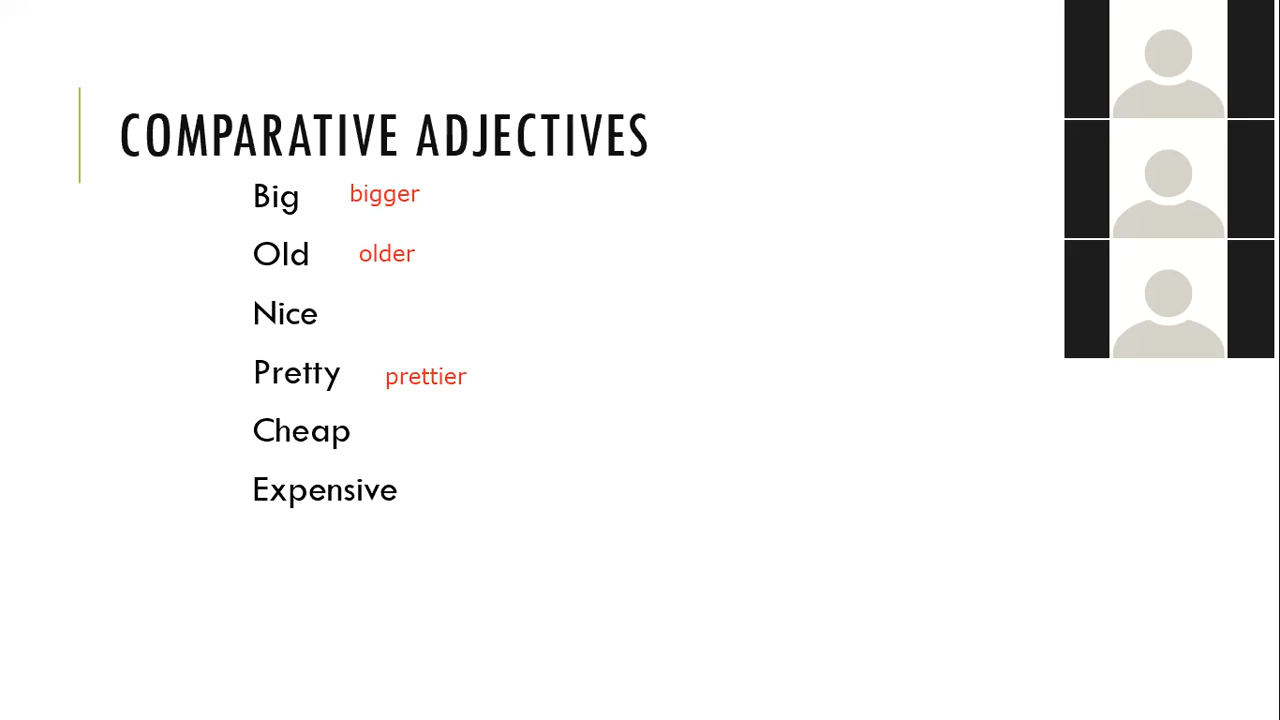 COMPARATIVE ADJECTIVES
Big bigger
Old older
Nice
Pretty prettier
Cheap
Expensive